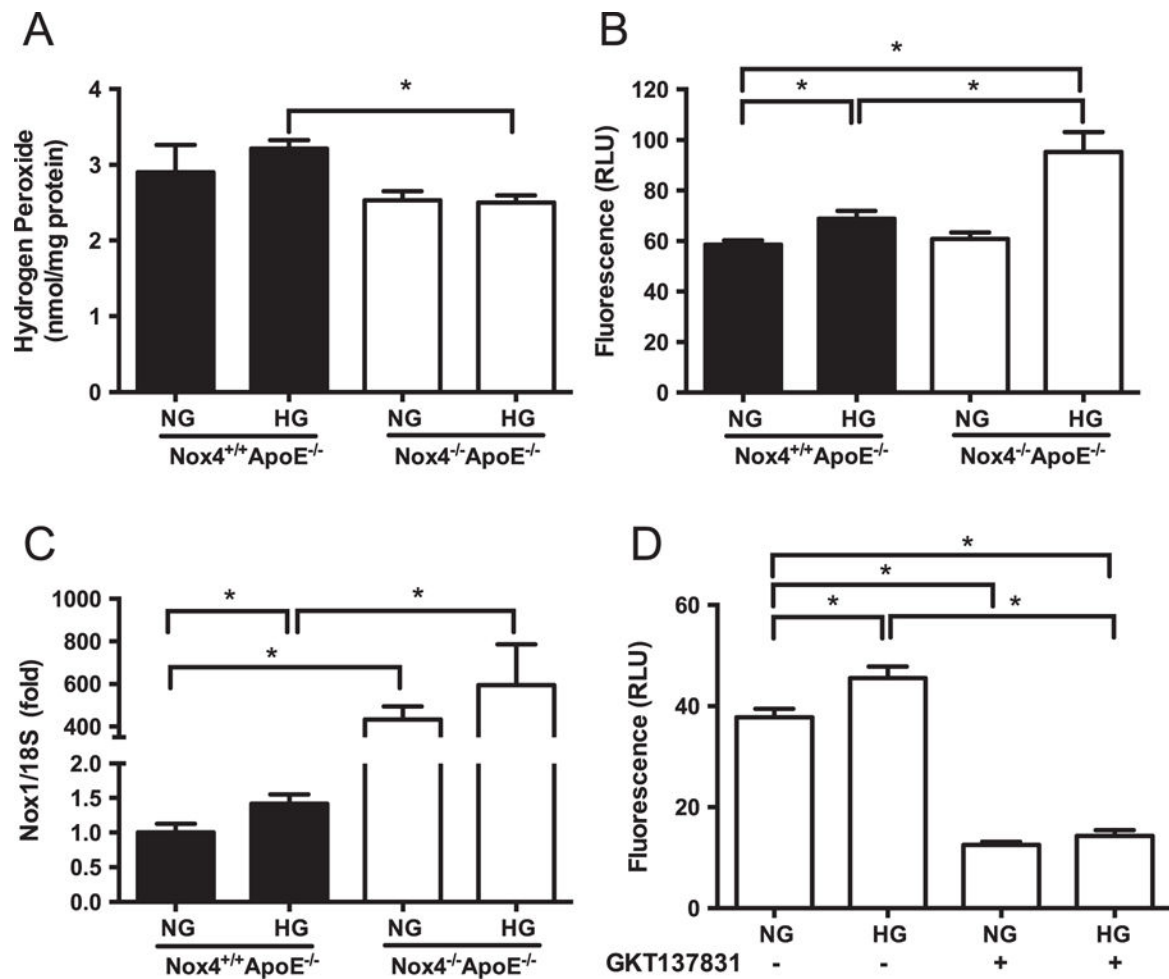 A
Hydrogen Peroxide
(nmol/mg protein)
4
3
2
1
0
*
NG HG NG HG
Nox4+/+ApoE-/- Nox4-/-ApoE-/-
B
Fluorescence (RLU)
120
100
80
60
40
20
0
*
* *
NG HG NG HG
Nox4+/+ApoE-/- Nox4-/-ApoE-/-
C
Nox1/18S (fold)
1000
800
600
400
2.0
1.5
1.0
0.5
0.0
* *
*
NG HG NG HG
Nox4+/+ApoE-/- Nox4-/-ApoE-/-
D
Fluorescence (RLU)
60
40
20
0
*
*
* *
NG HG NG HG
GKT137831 - - + +